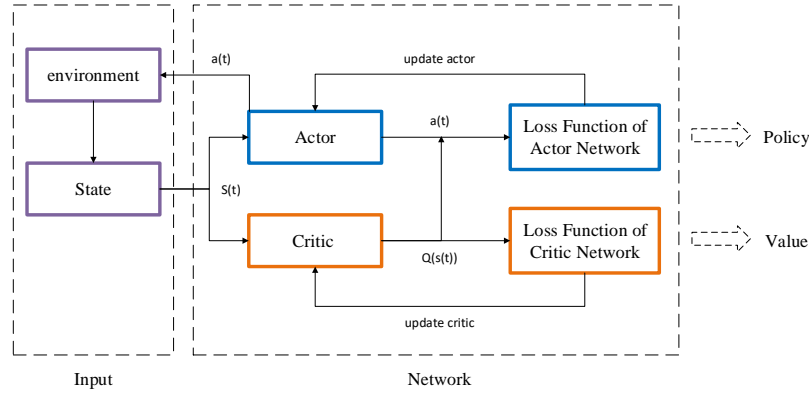 environment
a(t)
update actor
Actor
a(t)
Loss Function of
Actor Network
Policy
State
S(t)
Critic
Q(s(t))
Loss Function of
Critic Network
Value
update critic
Input
Network